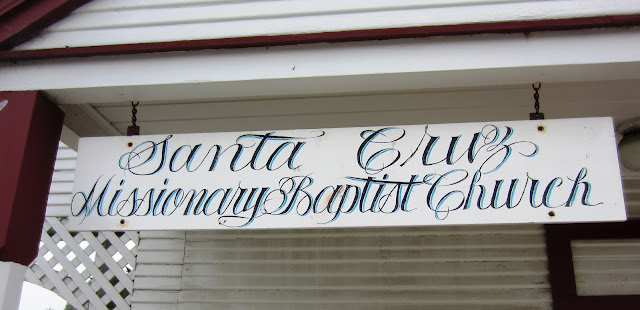 Santa Cruz
Missionary Baptist Church